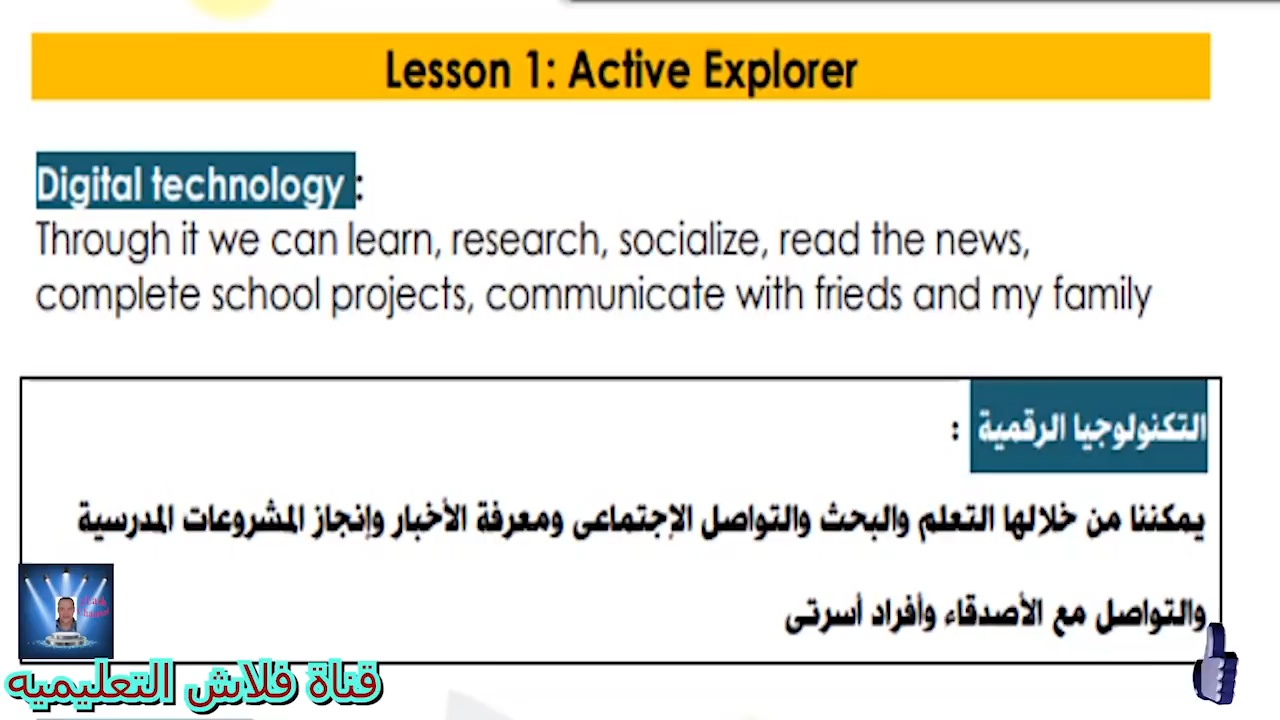 Lesson 1: Active Explorer
Digital technology :
Through it we can learn, research, socialize, read the news,
complete school projects, communicate with frieds and my family
التكنولوجيا الرقمية :
يمكننا من خلالها التعلم والبحث والتواصل الإجتماعى ومعرفة الأخبار وإنجاز المشروعات المدرسية
والتواصل مع الأصدقاء وأفراد أسرتى
قناة فلاش التعليميه